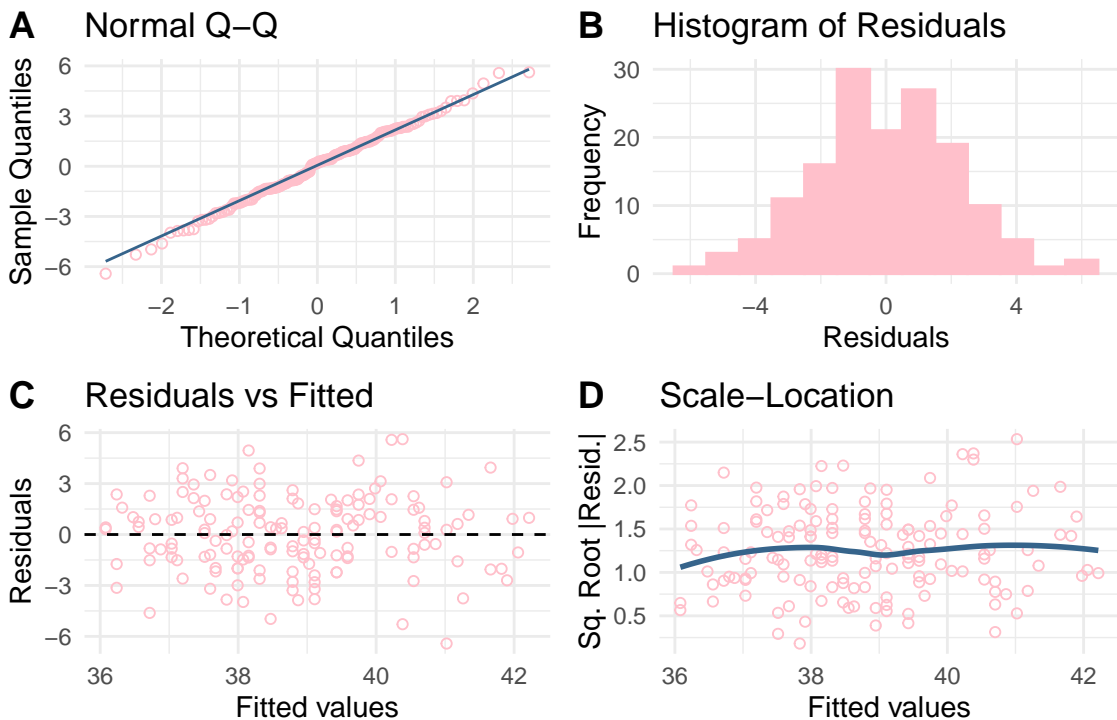 A Normal Q−Q
Sample Quantiles
6
3
0
−3
−6
−2 −1 0 1 2
Theoretical Quantiles
B Histogram of Residuals
Frequency
30
20
10
0
−4 0 4
Residuals
C Residuals vs Fitted
Residuals
6
3
0
−3
−6
36 38 40 42
Fitted values
D Scale−Location
Sq. Root |Resid.|
2.5
2.0
1.5
1.0
0.5
36 38 40 42
Fitted values